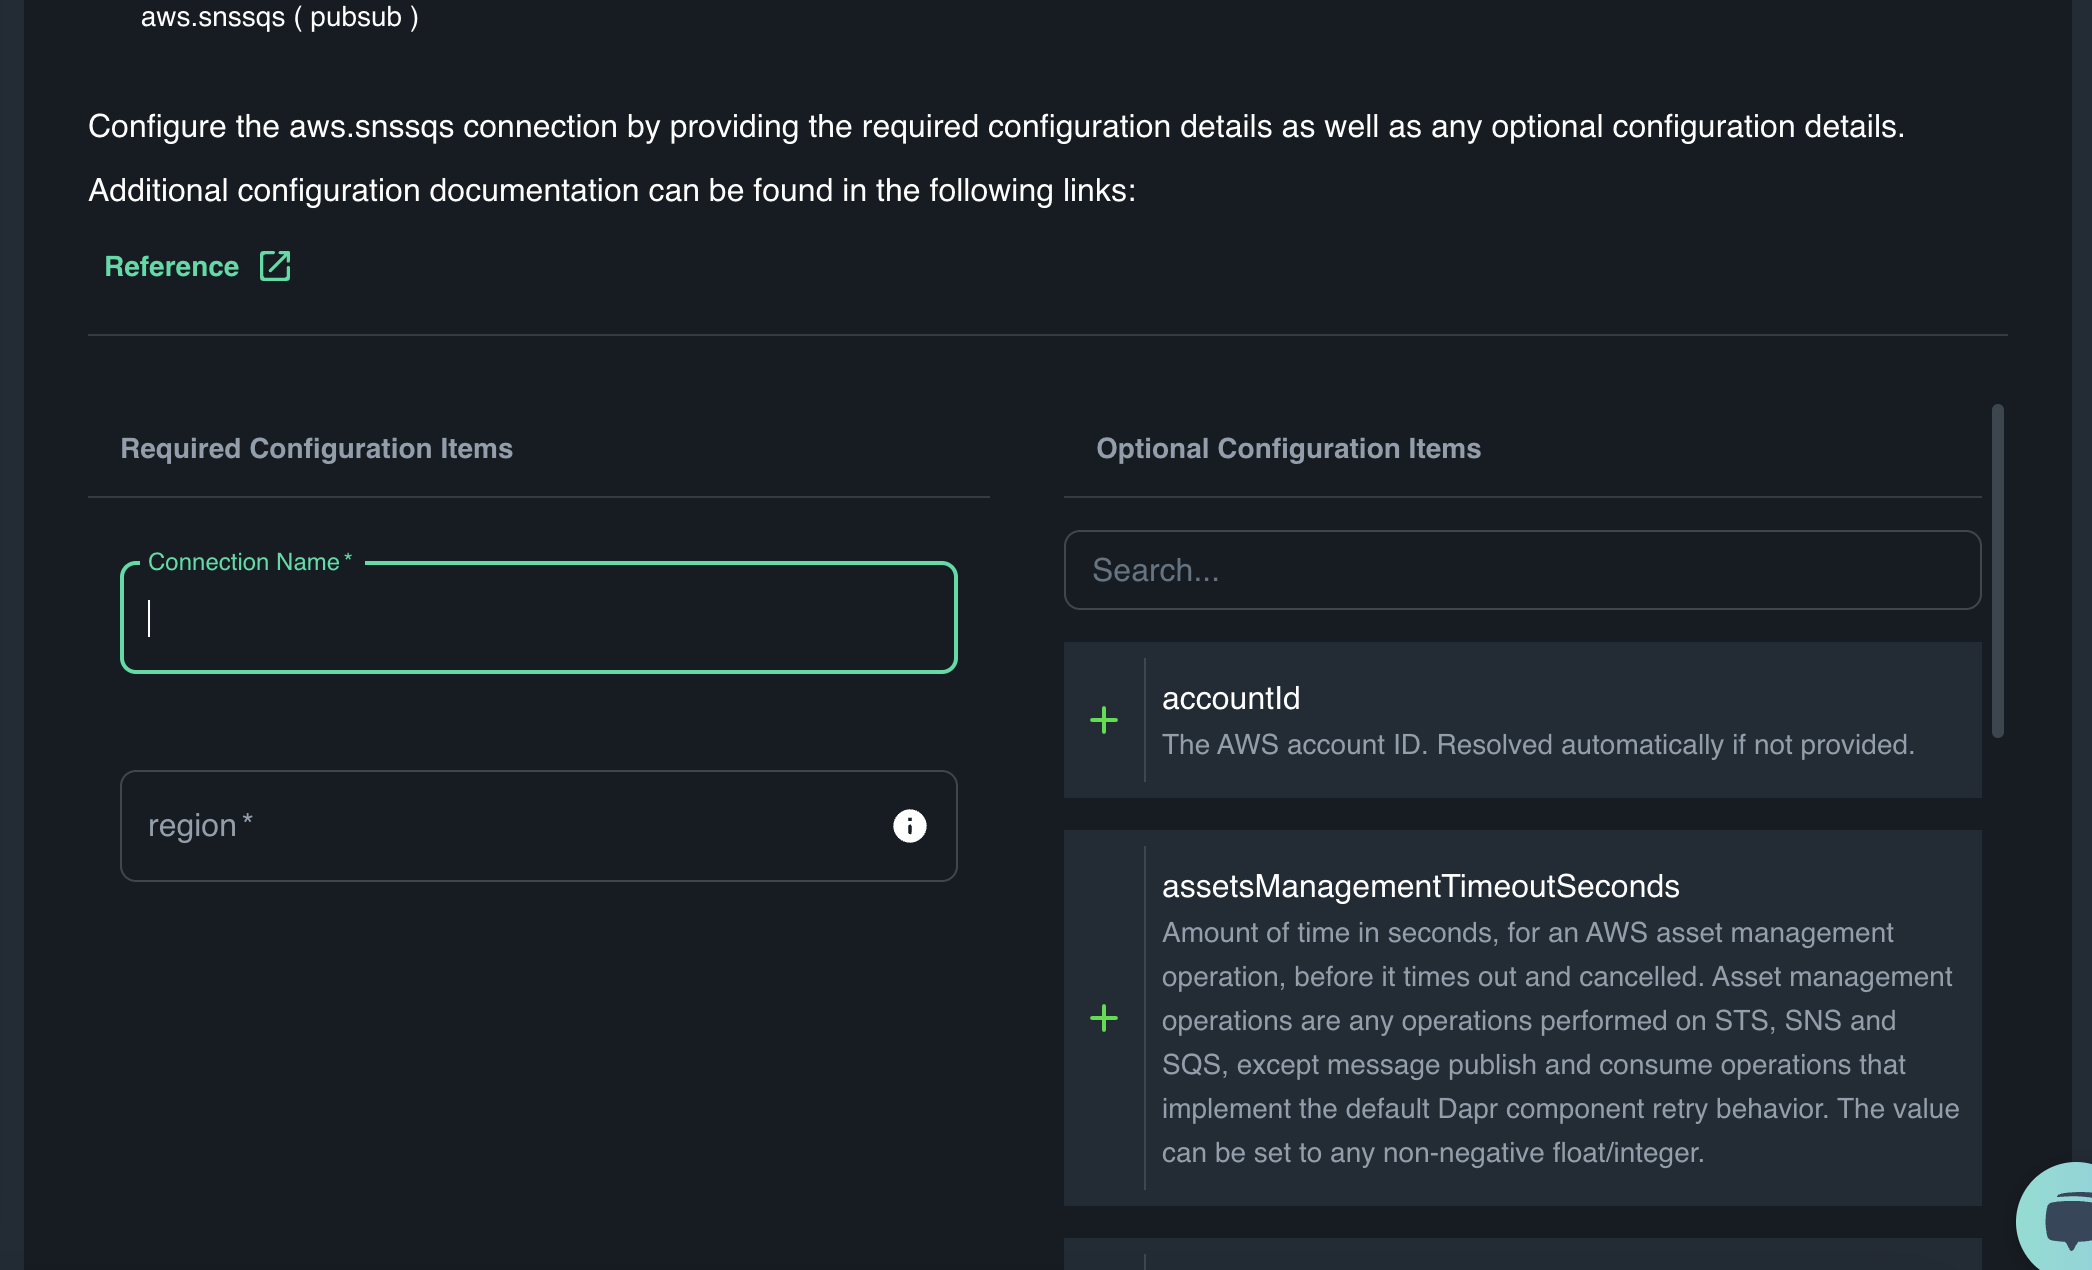 aws.snssqs ( pubsub )
Configure the aws.snssqs connection by providing the required configuration details as well as any optional configuration details.
Additional configuration documentation can be found in the following links:
Reference
Required Configuration Items
Connection Name *
region *
Optional Configuration Items
Search...
accountId
The AWS account ID. Resolved automatically if not provided.
assetsManagementTimeoutSeconds
Amount of time in seconds, for an AWS asset management
operation, before it times out and cancelled. Asset management
operations are any operations performed on STS, SNS and
SQS, except message publish and consume operations that
implement the default Dapr component retry behavior. The value
can be set to any non-negative float/integer.